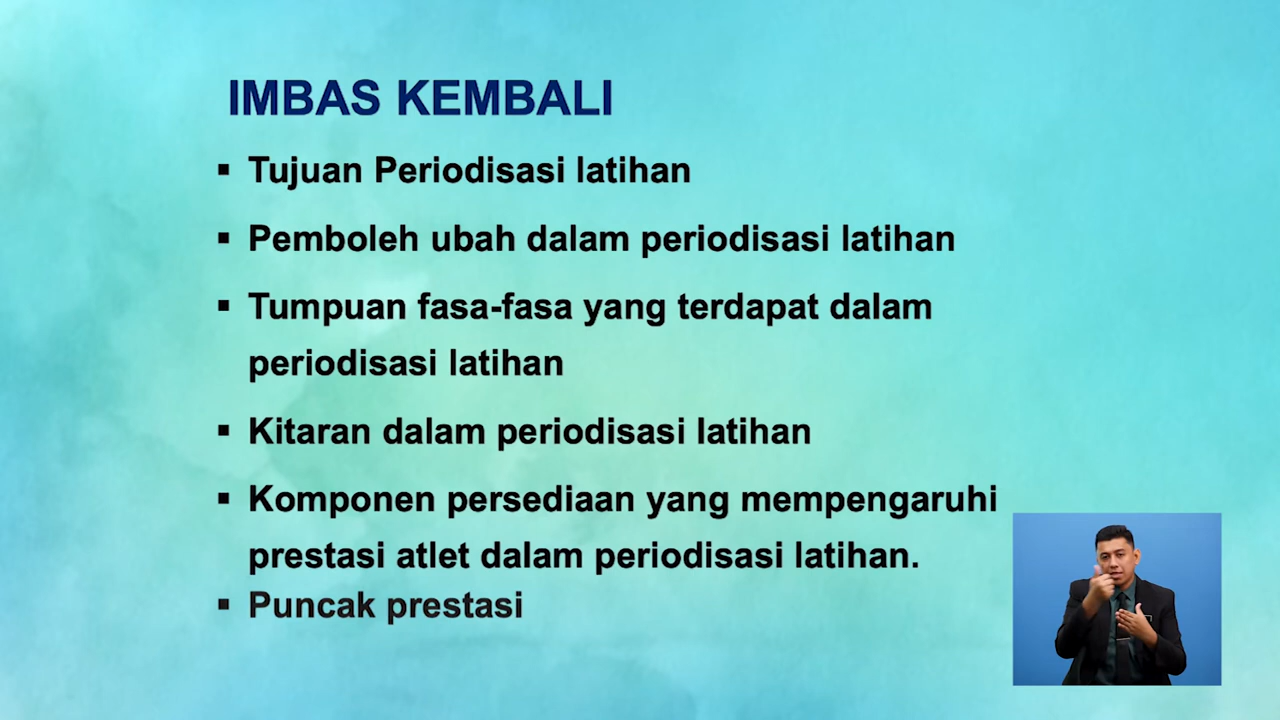 IMBAS KEMBALI
▪ Tujuan Periodisasi latihan
▪ Pemboleh ubah dalam periodisasi latihan
▪ Tumpuan fasa-fasa yang terdapat dalam
periodisasi latihan
▪ Kitaran dalam periodisasi latihan
▪ Komponen persediaan yang mempengaruhi
prestasi atlet dalam periodisasi latihan.
▪ Puncak prestasi